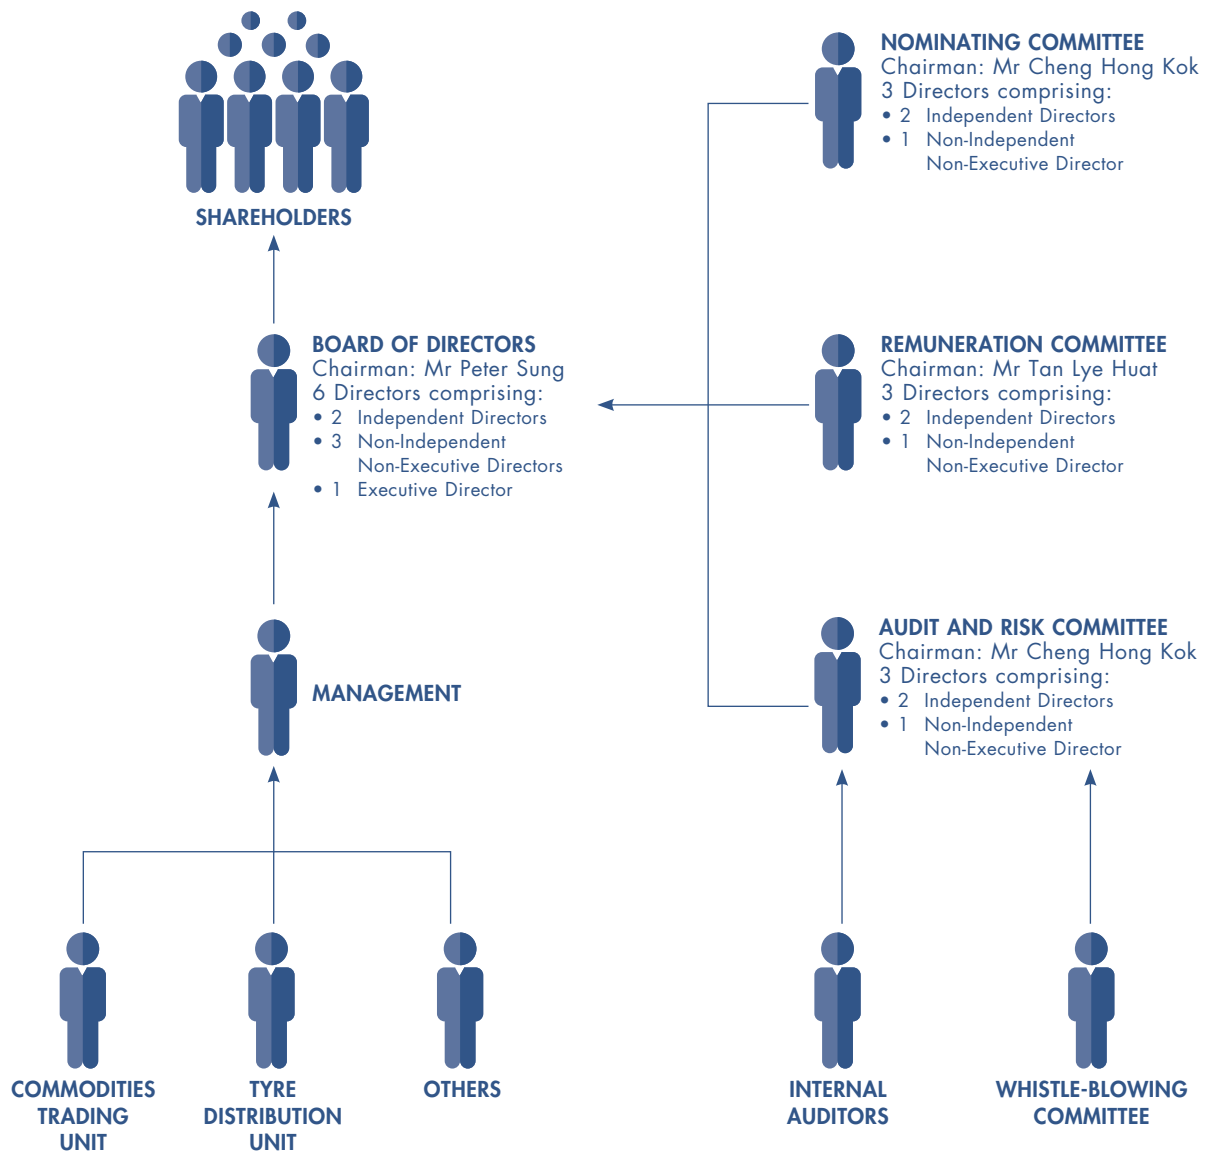 SHAREHOLDERS
BOARD OF DIRECTORS
Chairman: Mr Peter Sung
6 Directors comprising:
• 2 Independent Directors
• 3 Non-Independent
Non-Executive Directors
• 1 Executive Director
MANAGEMENT
COMMODITIES
TRADING
UNIT
TYRE
DISTRIBUTION
UNIT
OTHERS
NOMINATING COMMITTEE
Chairman: Mr Cheng Hong Kok
3 Directors comprising:
• 2 Independent Directors
• 1 Non-Independent
Non-Executive Director
REMUNERATION COMMITTEE
Chairman: Mr Tan Lye Huat
3 Directors comprising:
• 2 Independent Directors
• 1 Non-Independent
Non-Executive Director
AUDIT AND RISK COMMITTEE
Chairman: Mr Cheng Hong Kok
3 Directors comprising:
• 2 Independent Directors
• 1 Non-Independent
Non-Executive Director
INTERNAL
AUDITORS
WHISTLE-BLOWING
COMMITTEE